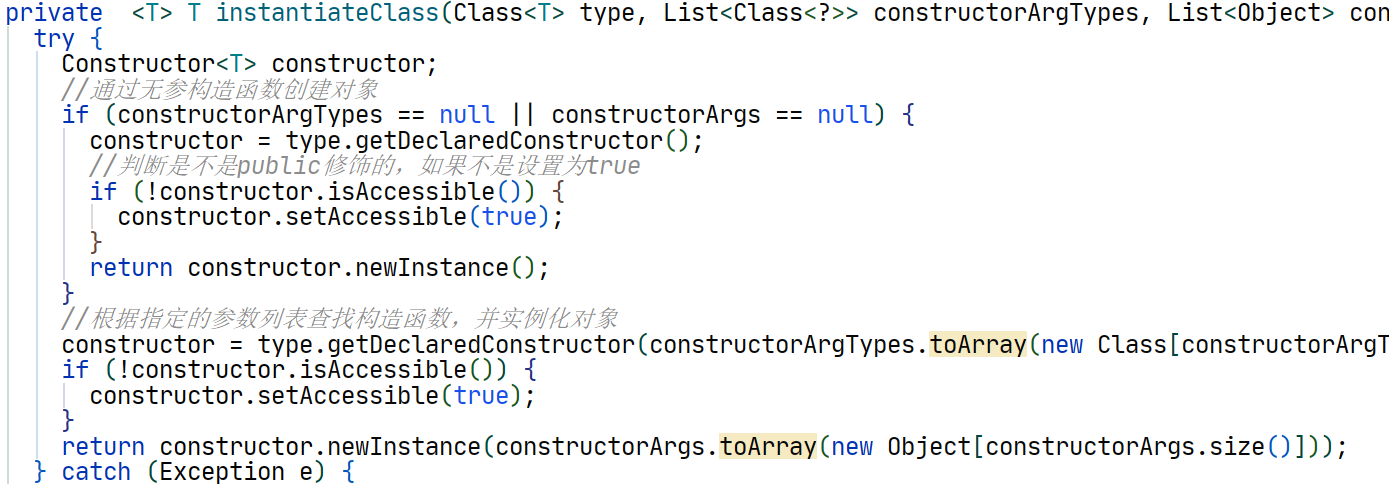 private  <T> T instantiateClass(Class<T> type, List<Class<?>> constructorArgTypes, List<Object> con
try {
Constructor<T> constructor;
//通过无参构造函数创建对象
if (constructorArgTypes == null || constructorArgs == null) {
constructor = type.getDeclaredConstructor();
//判断是不是public修饰的，如果不是设置为true
if (!constructor.isAccessible()) {
constructor.setAccessible(true);
}
return constructor.newInstance();
}
//根据指定的参数列表查找构造函数，并实例化对象
constructor = type.getDeclaredConstructor(constructorArgTypes.toArray(new Class[constructorArgT
if (!constructor.isAccessible()) {
constructor.setAccessible(true);
}
return constructor.newInstance(constructorArgs.toArray(new Object[constructorArgs.size()]));
} catch (Exception e) {